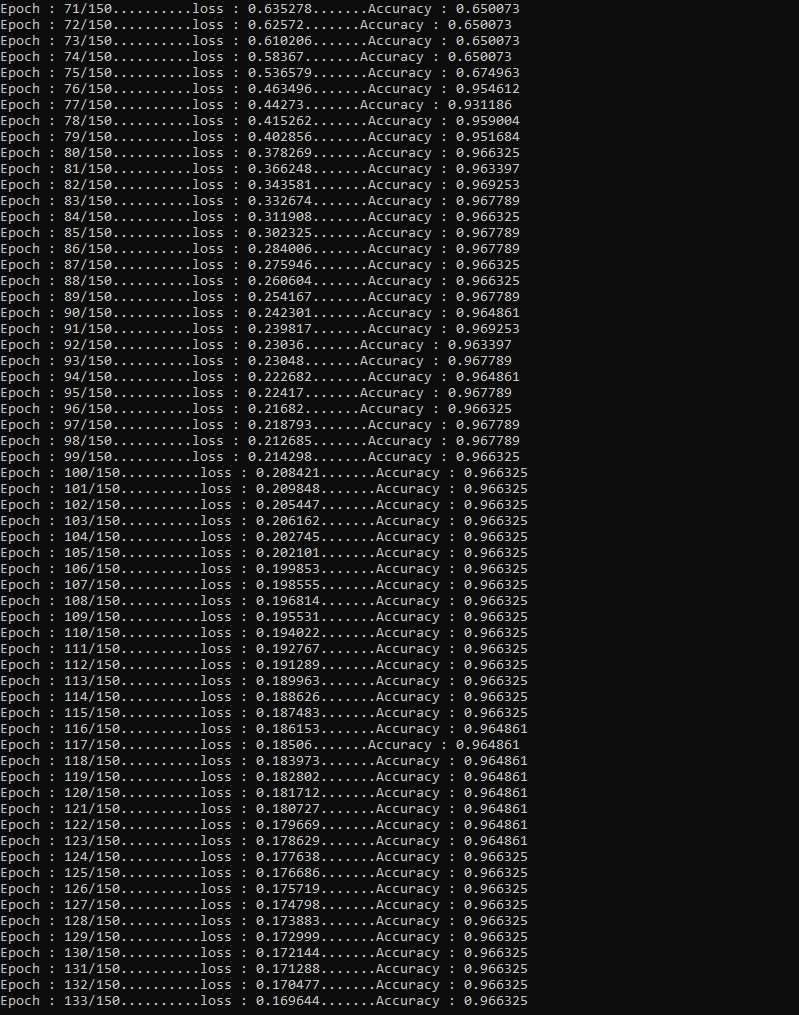 Epoch : 71/150..........loss : 0.635278.......Accuracy : 0.650073
Epoch : 72/150..........loss : 0.62572.......Accuracy : 0.650073
Epoch : 73/150..........loss : 0.610206.......Accuracy : 0.650073
Epoch : 74/150..........loss : 0.58367.......Accuracy : 0.650073
Epoch : 75/150..........loss : 0.536579.......Accuracy : 0.674963
Epoch : 76/150..........loss : 0.463496.......Accuracy : 0.954612
Epoch : 77/150..........loss : 0.44273.......Accuracy : 0.931186
Epoch : 78/150..........loss : 0.415262.......Accuracy : 0.959004
Epoch : 79/150..........loss : 0.402856.......Accuracy : 0.951684
Epoch : 80/150..........loss : 0.378269.......Accuracy : 0.966325
Epoch : 81/150..........loss : 0.366248.......Accuracy : 0.963397
Epoch : 82/150..........loss : 0.343581.......Accuracy : 0.969253
Epoch : 83/150..........loss : 0.332674.......Accuracy : 0.967789
Epoch : 84/150..........loss : 0.311908.......Accuracy : 0.966325
Epoch : 85/150..........loss : 0.302325.......Accuracy : 0.967789
Epoch : 86/150..........loss : 0.284006.......Accuracy : 0.967789
Epoch : 87/150..........loss : 0.275946.......Accuracy : 0.966325
Epoch : 88/150..........loss : 0.260604.......Accuracy : 0.966325
Epoch : 89/150..........loss : 0.254167.......Accuracy : 0.967789
Epoch : 90/150..........loss : 0.242301.......Accuracy : 0.964861
Epoch : 91/150..........loss : 0.239817.......Accuracy : 0.969253
Epoch : 92/150..........loss : 0.23036.......Accuracy : 0.963397
Epoch : 93/150..........loss : 0.23048.......Accuracy : 0.967789
Epoch : 94/150..........loss : 0.222682.......Accuracy : 0.964861
Epoch : 95/150..........loss : 0.22417.......Accuracy : 0.967789
Epoch : 96/150..........loss : 0.21682.......Accuracy : 0.966325
Epoch : 97/150..........loss : 0.218793.......Accuracy : 0.967789
Epoch : 98/150..........loss : 0.212685.......Accuracy : 0.967789
Epoch : 99/150..........loss : 0.214298.......Accuracy : 0.966325
Epoch : 100/150..........loss : 0.208421.......Accuracy : 0.966325
Epoch : 101/150..........loss : 0.209848.......Accuracy : 0.966325
Epoch : 102/150..........loss : 0.205447.......Accuracy : 0.966325
Epoch : 103/150..........loss : 0.206162.......Accuracy : 0.966325
Epoch : 104/150..........loss : 0.202745.......Accuracy : 0.966325
Epoch : 105/150..........loss : 0.202101.......Accuracy : 0.966325
Epoch : 106/150..........loss : 0.199853.......Accuracy : 0.966325
Epoch : 107/150..........loss : 0.198555.......Accuracy : 0.966325
Epoch : 108/150..........loss : 0.196814.......Accuracy : 0.966325
Epoch : 109/150..........loss : 0.195531.......Accuracy : 0.966325
Epoch : 110/150..........loss : 0.194022.......Accuracy : 0.966325
Epoch : 111/150..........loss : 0.192767.......Accuracy : 0.966325
Epoch : 112/150..........loss : 0.191289.......Accuracy : 0.966325
Epoch : 113/150..........loss : 0.189963.......Accuracy : 0.966325
Epoch : 114/150..........loss : 0.188626.......Accuracy : 0.966325
Epoch : 115/150..........loss : 0.187483.......Accuracy : 0.966325
Epoch : 116/150..........loss : 0.186153.......Accuracy : 0.964861
Epoch : 117/150..........loss : 0.18506.......Accuracy : 0.964861
Epoch : 118/150..........loss : 0.183973.......Accuracy : 0.964861
Epoch : 119/150..........loss : 0.182802.......Accuracy : 0.964861
Epoch : 120/150..........loss : 0.181712.......Accuracy : 0.964861
Epoch : 121/150..........loss : 0.180727.......Accuracy : 0.964861
Epoch : 122/150..........loss : 0.179669.......Accuracy : 0.964861
Epoch : 123/150..........loss : 0.178629.......Accuracy : 0.964861
Epoch : 124/150..........loss : 0.177638.......Accuracy : 0.966325
Epoch : 125/150..........loss : 0.176686.......Accuracy : 0.966325
Epoch : 126/150..........loss : 0.175719.......Accuracy : 0.966325
Epoch : 127/150..........loss : 0.174798.......Accuracy : 0.966325
Epoch : 128/150..........loss : 0.173883.......Accuracy : 0.966325
Epoch : 129/150..........loss : 0.172999.......Accuracy : 0.966325
Epoch : 130/150..........loss : 0.172144.......Accuracy : 0.966325
Epoch : 131/150..........loss : 0.171288.......Accuracy : 0.966325
Epoch : 132/150..........loss : 0.170477.......Accuracy : 0.966325
Epoch : 133/150..........loss : 0.169644.......Accuracy : 0.966325